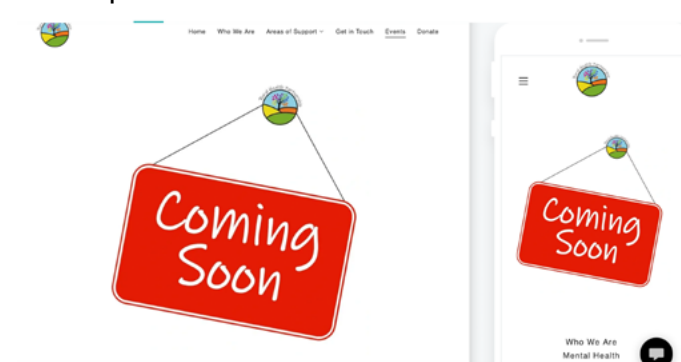 Home Who We Are Areas of Support Get in Touch Events Donate
Coming
Soon
Coming
Soon
Who We Are
Mental Health